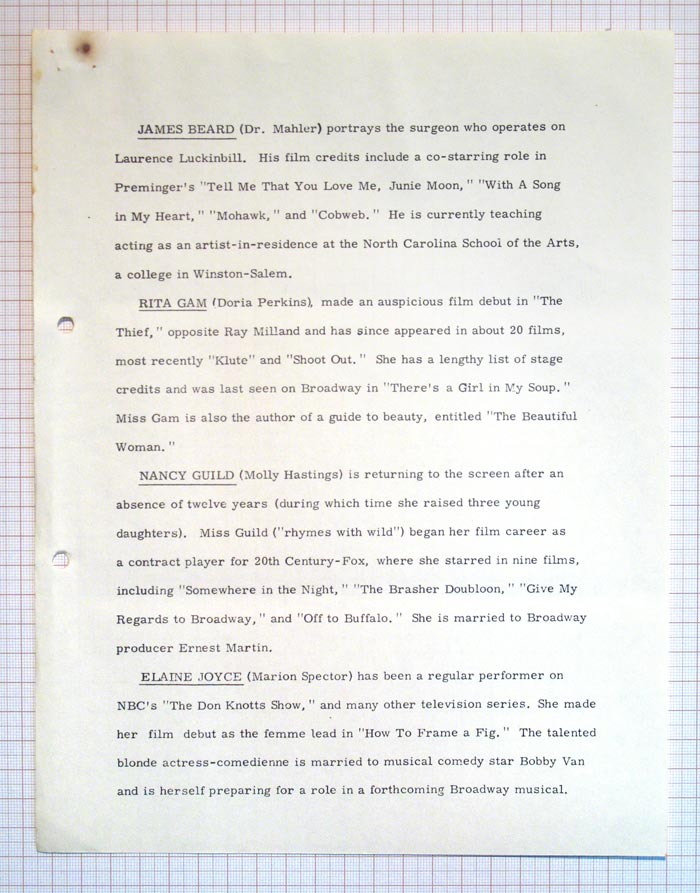 JAMES BEARD (Dr. Mahler) portrays the surgeon who operates on
Laurence Luckinbill. His film credits include a co-starring role in
Preminger's "Tell Me That You Love Me, Junie Moon," "With A Song
in My Heart," "Mohawk," and "Cobweb." He is currently teaching
acting as an artist-in-residence at the North Carolina School of the Arts,
a college in Winston-Salem.
RITA GAM (Doria Perkins), made an auspicious film debut in "The
Thief," opposite Ray Milland and has since appeared in about 20 films,
most recently "Klute" and "Shoot Out." She has a lengthy list of stage
credits and was last seen on Broadway in "There's a Girl in My Soup."
Miss Gam is also the author of a guide to beauty, entitled "The Beautiful
Woman."
NANCY GUILD (Molly Hastings) is returning to the screen after an
absence of twelve years (during which time she raised three young
daughters). Miss Guild ("rhymes with wild") began her film career as
a contract player for 20th Century-Fox, where she starred in nine films,
including "Somewhere in the Night," "The Brasher Doubloon," "Give My
Regards to Broadway," and "Off to Buffalo." She is married to Broadway
producer Ernest Martin.
ELAINE JOYCE (Marion Spector) has been a regular performer on
NBC's "The Don Knotts Show," and many other television series. She made
her film debut as the femme lead in "How To Frame a Fig." The talented
blonde actress-comedienne is married to musical comedy star Bobby Van
and is herself preparing for a role in a forthcoming Broadway musical.